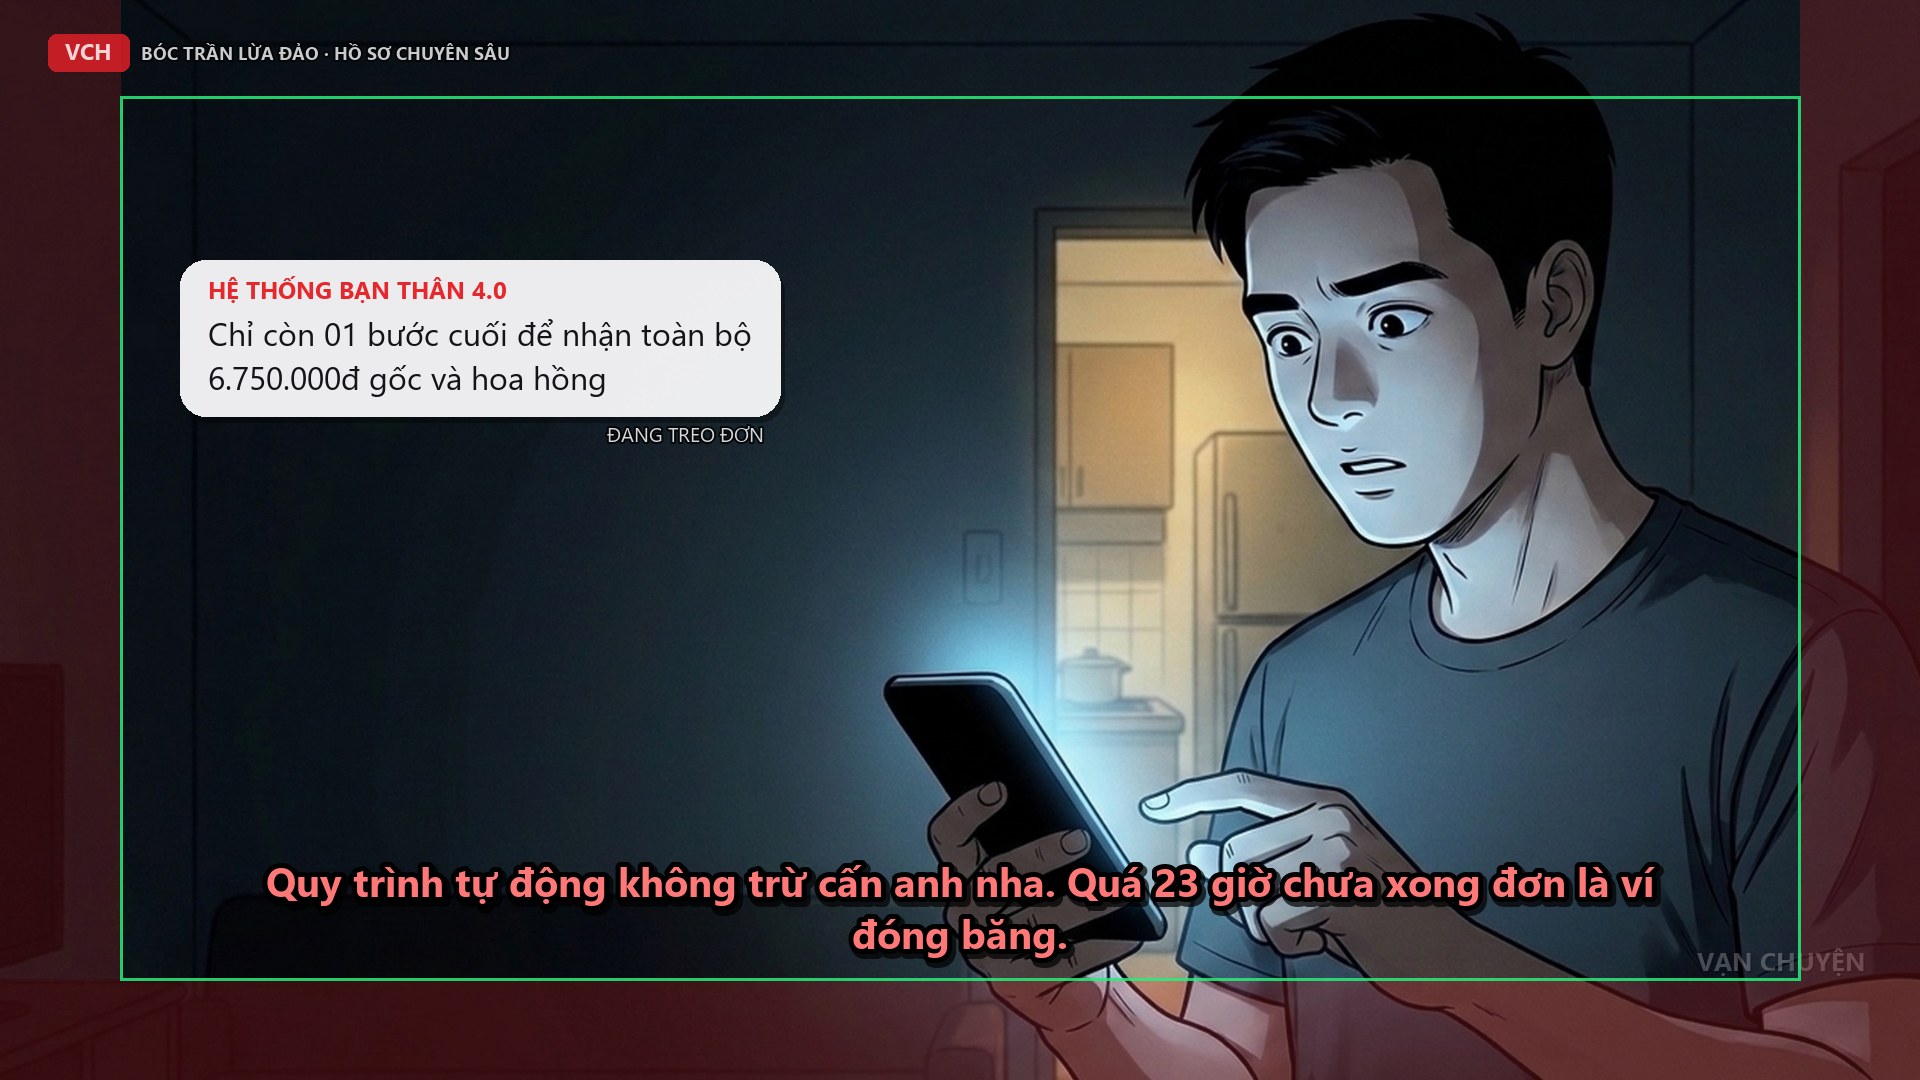 VCH BÓC TRẦN LỪA ĐẢO · HỒ SƠ CHUYÊN SÂU
HỆ THỐNG BẠN THÂN 4.0
Chỉ còn 01 bước cuối để nhận toàn bộ
6.750.000đ gốc và hoa hồng
ĐANG TREO ĐƠN
Quy trình tự động không trừ cấn anh nha. Quá 23 giờ chưa xong đơn là ví
đóng băng.
VẠN CHUYỆN